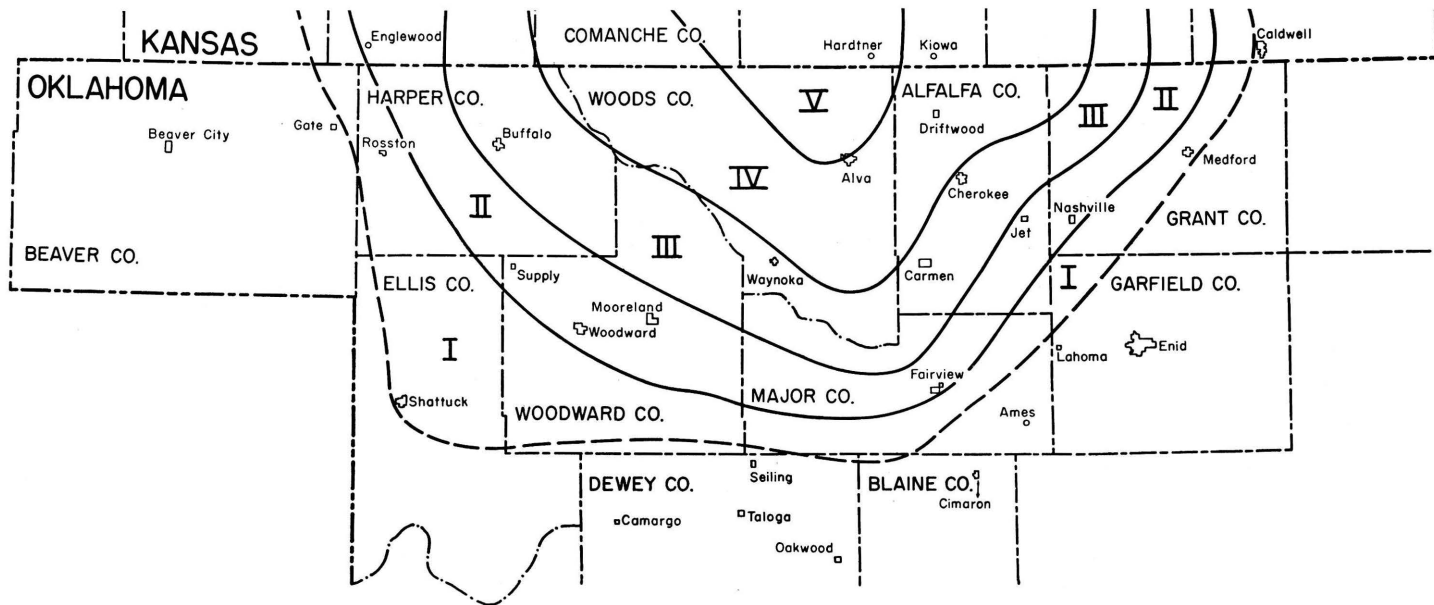 KANSAS
Englewood
COMANCHE CO.
Hardtner
Kiowa
Caldwell
OKLAHOMA
HARPER CO.
WOODS CO.
V
ALFALFA CO.
III
II
Beaver City
Gate
Rosston
Buffalo
Driftwood
Medford
IV
Alva
Cherokee
II
III
Nashville
Jet
GRANT CO.
BEAVER CO.
ELLIS CO.
Supply
Waynoka
Carmen
I
GARFIELD CO.
Mooreland
Woodward
I
Lahoma
Enid
Shattuck
WOODWARD CO.
MAJOR CO.
Fairview
Ames
DEWEY CO.
Seiling
BLAINE CO.
Cimaron
Camargo
Taloga
Oakwood